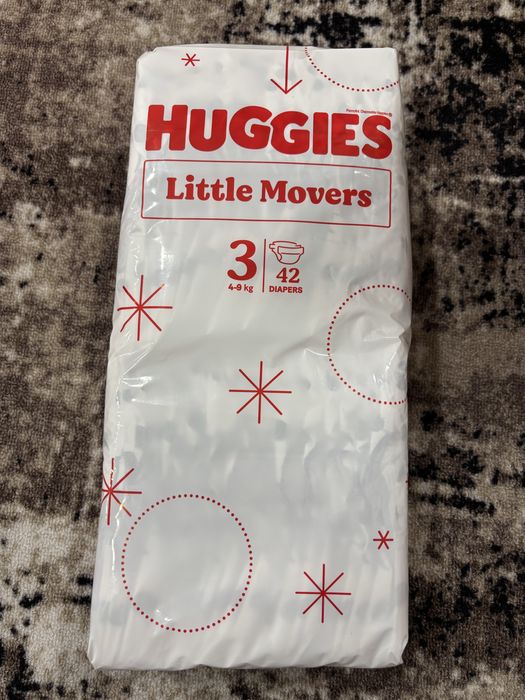 HUGGIES
Little Movers
3
4-9 kg
42
DIAPERS